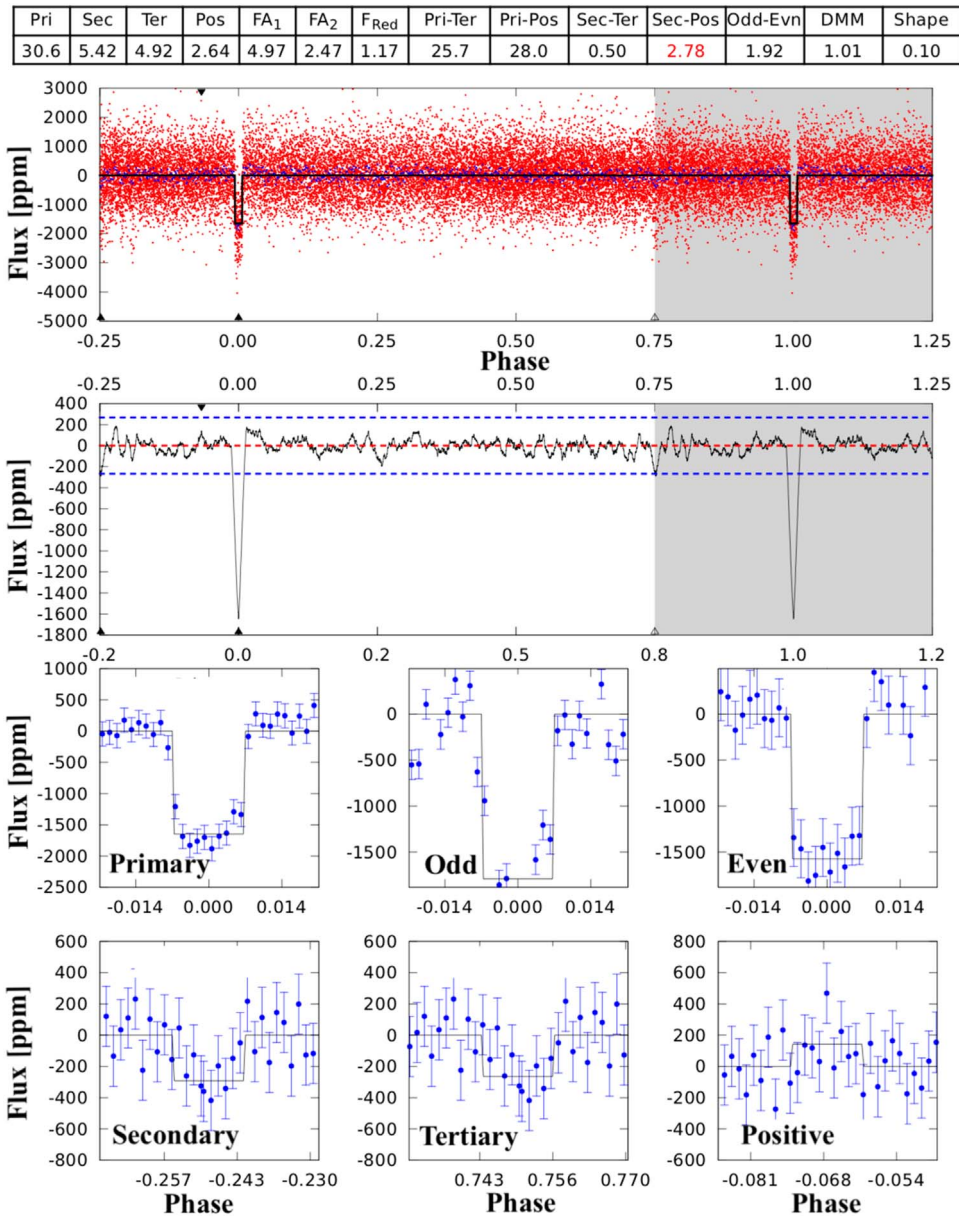 Pri Sec Ter Pos FA1 FA2 FRed Pri-Ter Pri-Pos Sec-Ter Sec-Pos Odd-Evn DMM Shape
30.6 5.42 4.92 2.64 4.97 2.47 1.17 25.7 28.0 0.50 2.78 1.92 1.01 0.10
Flux [ppm]
3000
2000
1000
0
-1000
-2000
-3000
-4000
-5000
-0.25 0.00 0.25 0.50 0.75 1.00 1.25
Phase
-0.25 0.00 0.25 0.50 0.75 1.00 1.25
Flux [ppm]
400
200
0
-200
-400
-600
-800
-1000
-1200
-1400
-1600
-1800
-0.2 0.0 0.2 0.5 0.8 1.0 1.2
Flux [ppm]
1000
500
0
-500
-1000
-1500
-2000
-2500
Primary
-0.014 0.000 0.014
0
-500
-1000
-1500
Odd
-0.014 0.000 0.014
0
-500
-1000
-1500
Even
-0.014 0.000 0.014
Flux [ppm]
600
400
200
0
-200
-400
-600
-800
Secondary
-0.257 -0.243 -0.230
Phase
600
400
200
0
-200
-400
-600
-800
Tertiary
0.743 0.756 0.770
Phase
800
600
400
200
0
-200
-400
-600
Positive
-0.081 -0.068 -0.054
Phase